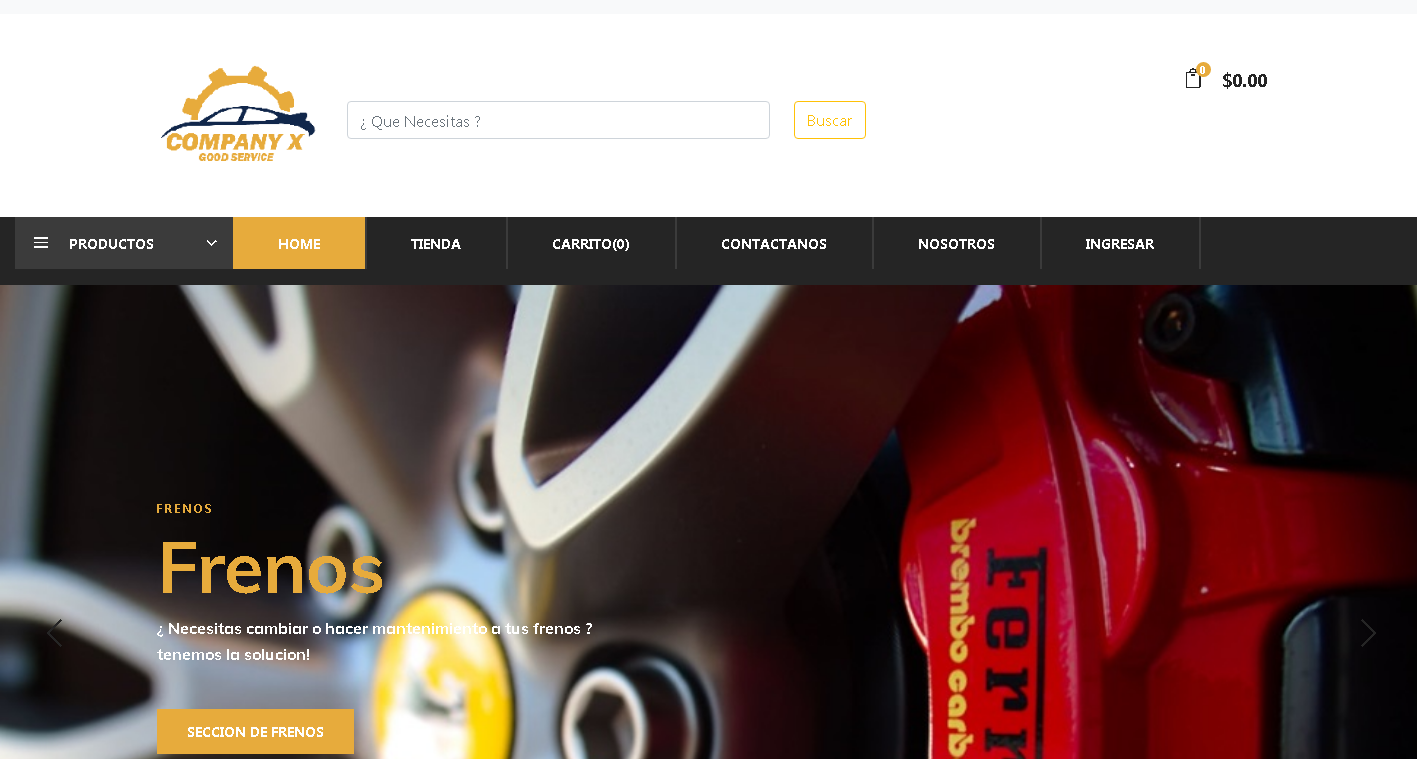 COMPANY X
GOOD SERVICE
¿ Que Necesitas ?
Buscar
0
$0.00
PRODUCTOS
HOME
TIENDA
CARRITO(0)
CONTACTANOS
NOSOTROS
INGRESAR
FRENOS
Frenos
¿ Necesitas cambiar o hacer mantenimiento a tus frenos ?
tenemos la solucion!
SECCION DE FRENOS
brembo carb
Ferr